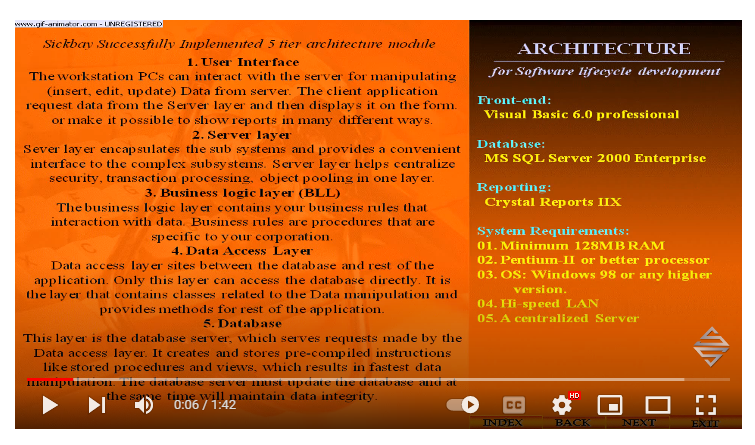 www.gif-animator.com - UNREGISTERED
Sickbay Successfully Implemented 5 tier architecture module
1. User Interface
The workstation PCs can interact with the server for manipulating
(insert, edit, update) Data from server. The client application
request data from the Server layer and then displays it on the form.
or make it possible to show reports in many different ways.
2. Server layer
Sever layer encapsulates the sub systems and provides a convenient
interface to the complex subsystems. Server layer helps centralize
security, transaction processing, object pooling in one layer.
3. Business logic layer (BLL)
The business logic layer contains your business rules that
interaction with data. Business rules are procedures that are
specific to your corporation.
4. Data Access Layer
Data access layer sites between the database and rest of the
application. Only this layer can access the database directly. It is
the layer that contains classes related to the Data manipulation and
provides methods for rest of the application.
5. Database
This layer is the database server, which serves requests made by the
Data access layer. It creates and stores pre-compiled instructions
like stored procedures and views, which results in fastest data
manipulation. The database server must update the database and at
the same time will maintain data integrity.
ARCHITECTURE
for Software lifecycle development
Front-end:
Visual Basic 6.0 professional
Database:
MS SQL Server 2000 Enterprise
Reporting:
Crystal Reports IIX
System Requirements:
01. Minimum 128MB RAM
02. Pentium-II or better processor
03. OS: Windows 98 or any higher
version.
04. Hi-speed LAN
05. A centralized Server
0:06 / 1:42
CC
HD
INDEX BACK NEXT EXIT